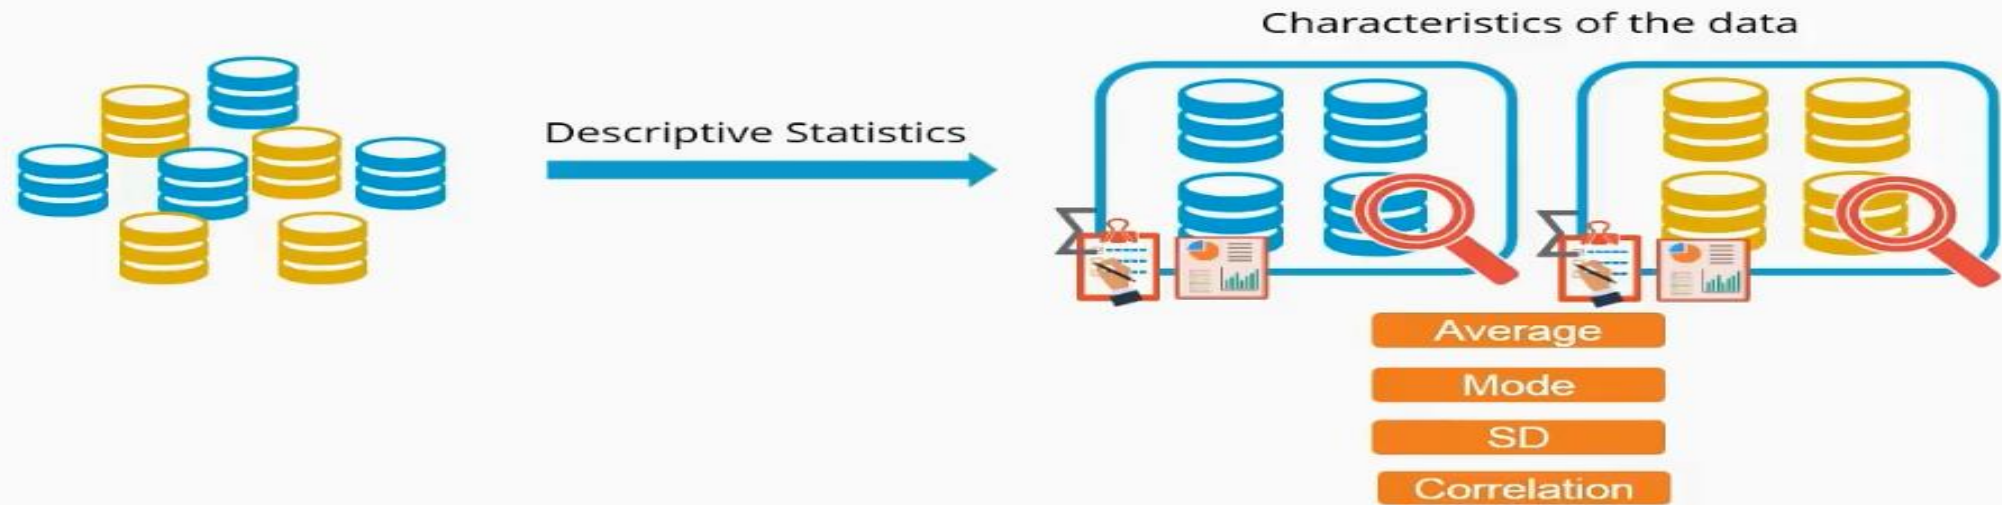 Characteristics of the data
Descriptive Statistics
Average
Mode
SD
Correlation